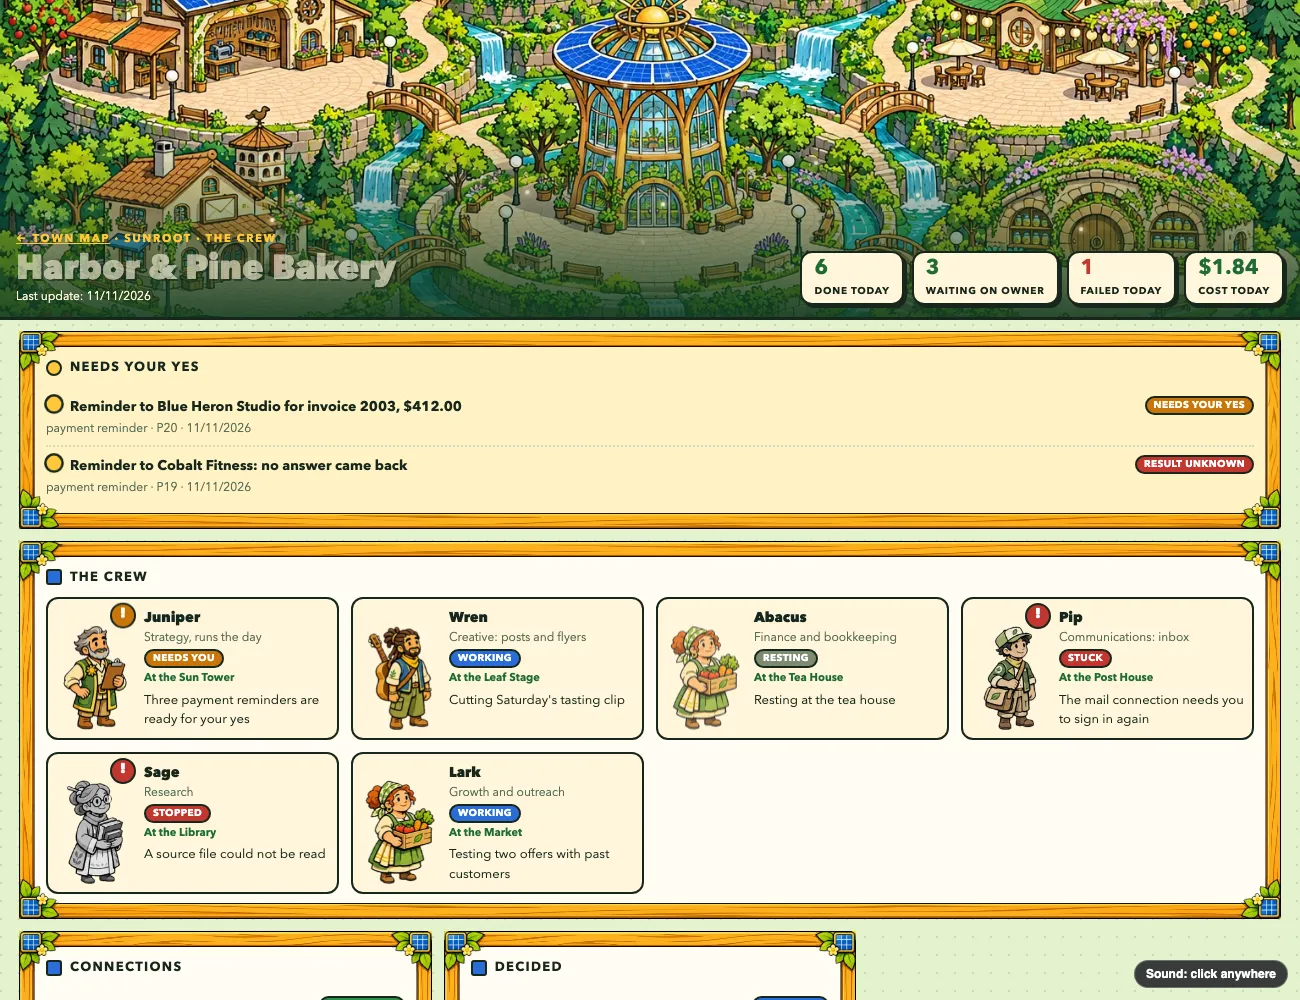 ← TOWN MAP · SUNROOT · THE CREW
Harbor & Pine Bakery
Last update: 11/11/2026
6
DONE TODAY
3
WAITING ON OWNER
1
FAILED TODAY
$1.84
COST TODAY
NEEDS YOUR YES
Reminder to Blue Heron Studio for invoice 2003, $412.00
NEEDS YOUR YES
payment reminder · P20 · 11/11/2026
Reminder to Cobalt Fitness: no answer came back
RESULT UNKNOWN
payment reminder · P19 · 11/11/2026
THE CREW
!
Juniper
Strategy, runs the day
NEEDS YOU
At the Sun Tower
Three payment reminders are
ready for your yes
Wren
Creative: posts and flyers
WORKING
At the Leaf Stage
Cutting Saturday's tasting clip
Abacus
Finance and bookkeeping
RESTING
At the Tea House
Resting at the tea house
!
Pip
Communications: inbox
STUCK
At the Post House
The mail connection needs you
to sign in again
!
Sage
Research
STOPPED
At the Library
A source file could not be read
Lark
Growth and outreach
WORKING
At the Market
Testing two offers with past
customers
CONNECTIONS
DECIDED
Sound: click anywhere